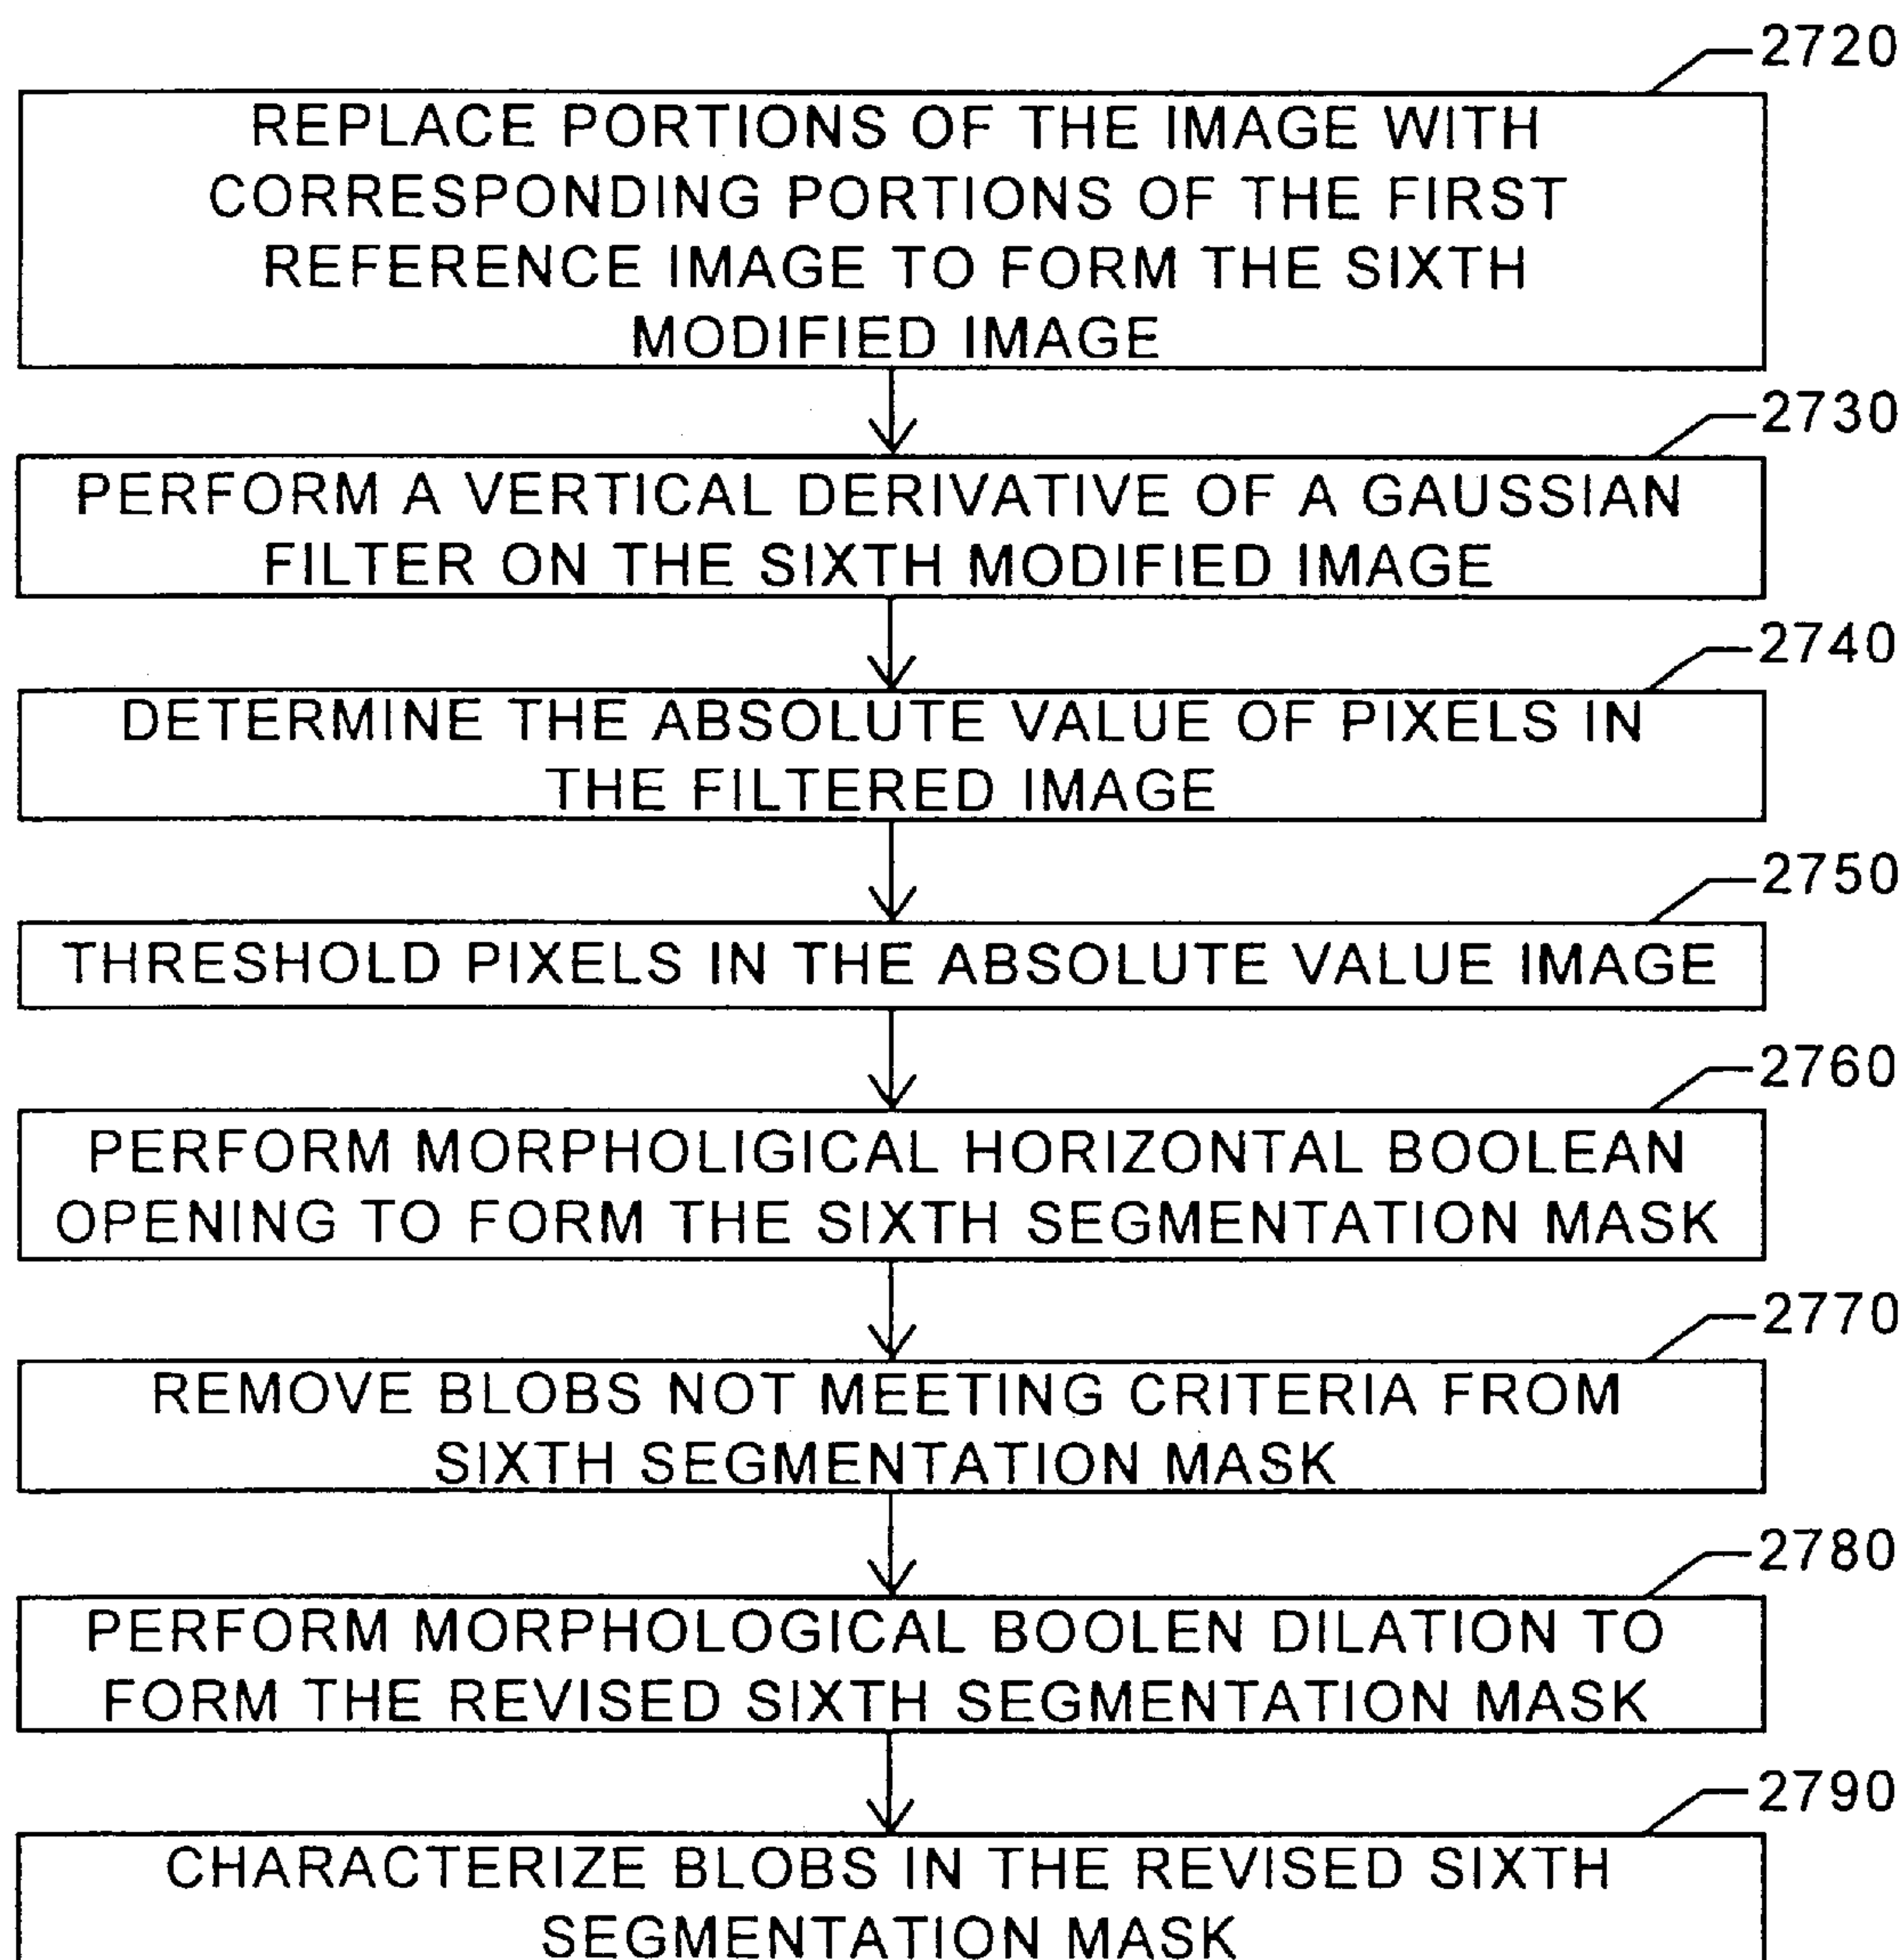 2720
REPLACE PORTIONS OF THE IMAGE WITH
CORRESPONDING PORTIONS OF THE FIRST
REFERENCE IMAGE TO FORM THE SIXTH
MODIFIED IMAGE
2730
PERFORM A VERTICAL DERIVATIVE OF A GAUSSIAN
FILTER ON THE SIXTH MODIFIED IMAGE
2740
DETERMINE THE ABSOLUTE VALUE OF PIXELS IN
THE FILTERED IMAGE
2750
THRESHOLD PIXELS IN THE ABSOLUTE VALUE IMAGE
2760
PERFORM MORPHOLIGICAL HORIZONTAL BOOLEAN
OPENING TO FORM THE SIXTH SEGMENTATION MASK
2770
REMOVE BLOBS NOT MEETING CRITERIA FROM
SIXTH SEGMENTATION MASK
2780
PERFORM MORPHOLOGICAL BOOLEN DILATION TO
FORM THE REVISED SIXTH SEGMENTATION MASK
2790
CHARACTERIZE BLOBS IN THE REVISED SIXTH
SEGMENTATION MASK